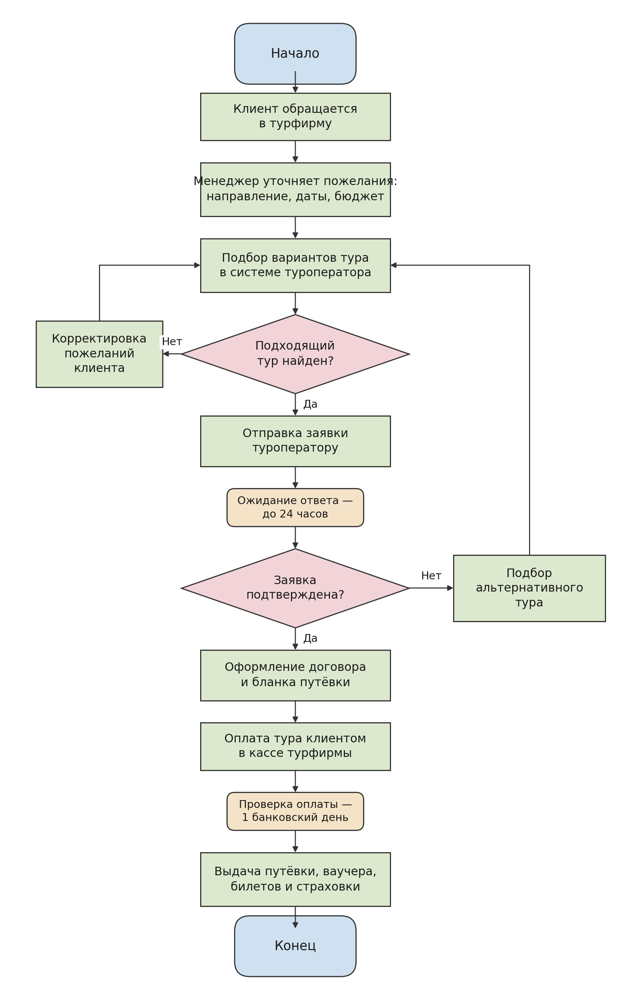 Начало
Клиент обращается
в турфирму
Менеджер уточняет пожелания:
направление, даты, бюджет
Подбор вариантов тура
в системе туроператора
Корректировка
пожеланий
клиента
Нет
Подходящий
тур найден?
Да
Отправка заявки
туроператору
Ожидание ответа —
до 24 часов
Заявка
подтверждена?
Нет
Подбор
альтернативного
тура
Да
Оформление договора
и бланка путёвки
Оплата тура клиентом
в кассе турфирмы
Проверка оплаты —
1 банковский день
Выдача путёвки, ваучера,
билетов и страховки
Конец